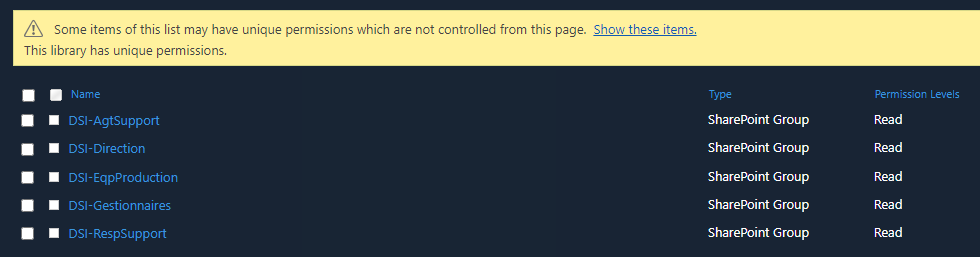 Some items of this list may have unique permissions which are not controlled from this page. Show these items.
This library has unique permissions.
Name Type Permission Levels
DSI-AgtSupport SharePoint Group Read
DSI-Direction SharePoint Group Read
DSI-EqpProduction SharePoint Group Read
DSI-Gestionnaires SharePoint Group Read
DSI-RespSupport SharePoint Group Read